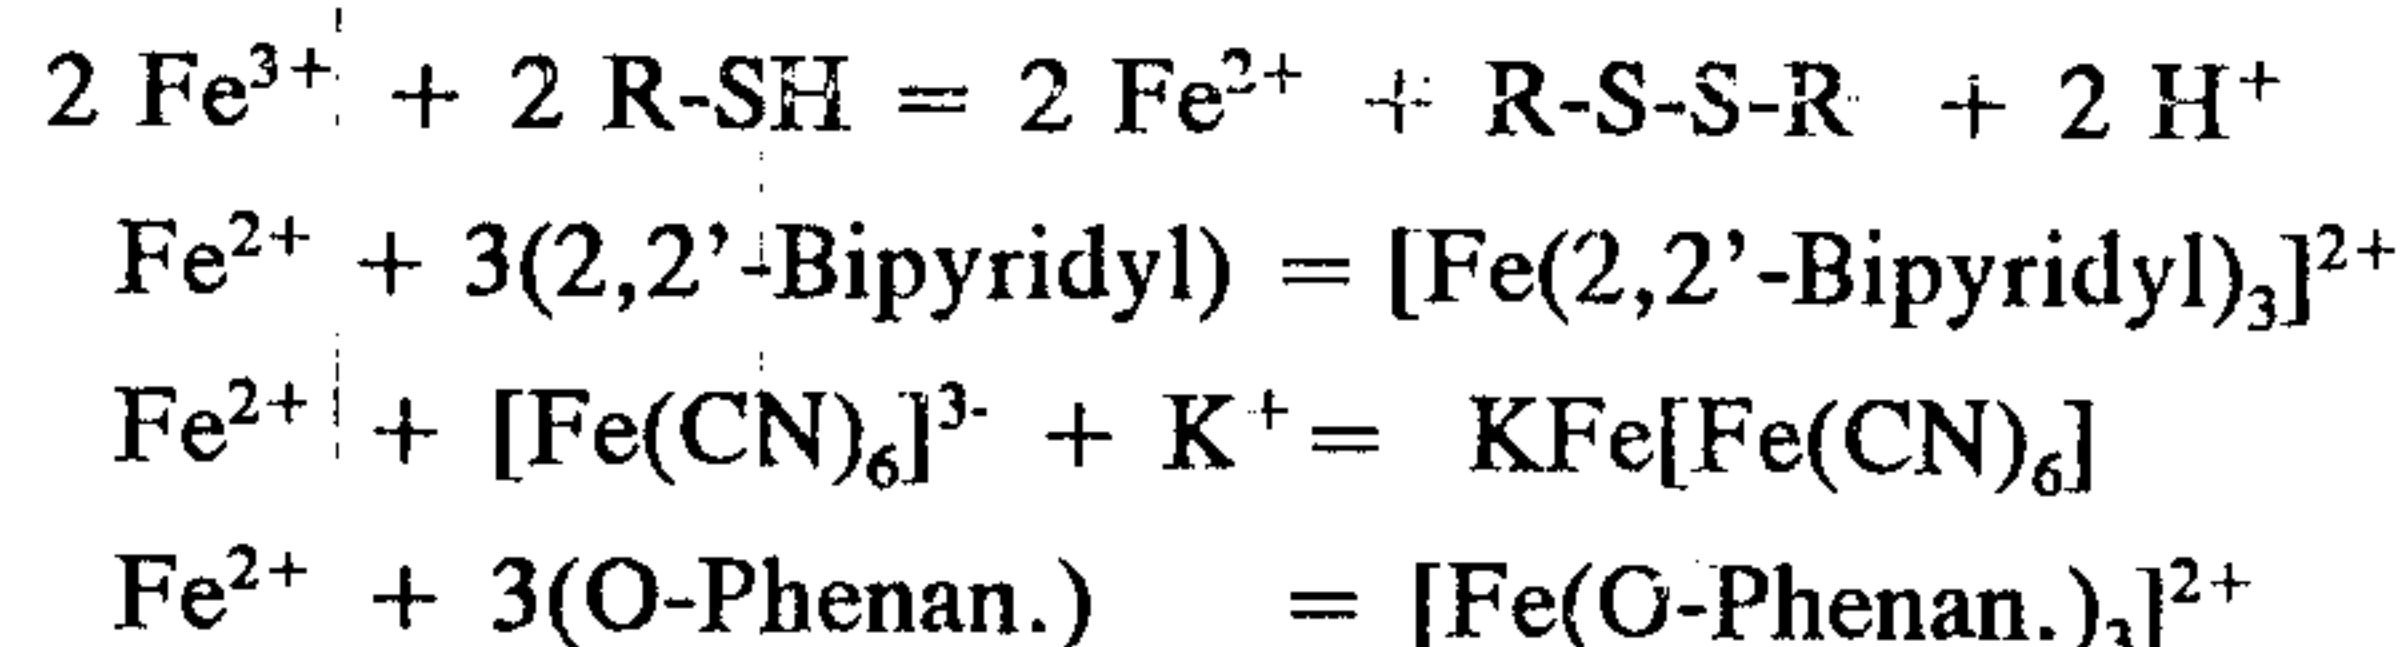 2 Fe³⁺ + 2 R-SH = 2 Fe²⁺ + R-S-S-R + 2 H⁺
Fe²⁺ + 3(2,2’-Bipyridyl) = [Fe(2,2’-Bipyridyl)₃]²⁺
Fe²⁺ + [Fe(CN)₆]³⁻ + K⁺ = KFe[Fe(CN)₆]
Fe²⁺ + 3(O-Phenan.) = [Fe(O-Phenan.)₃]²⁺